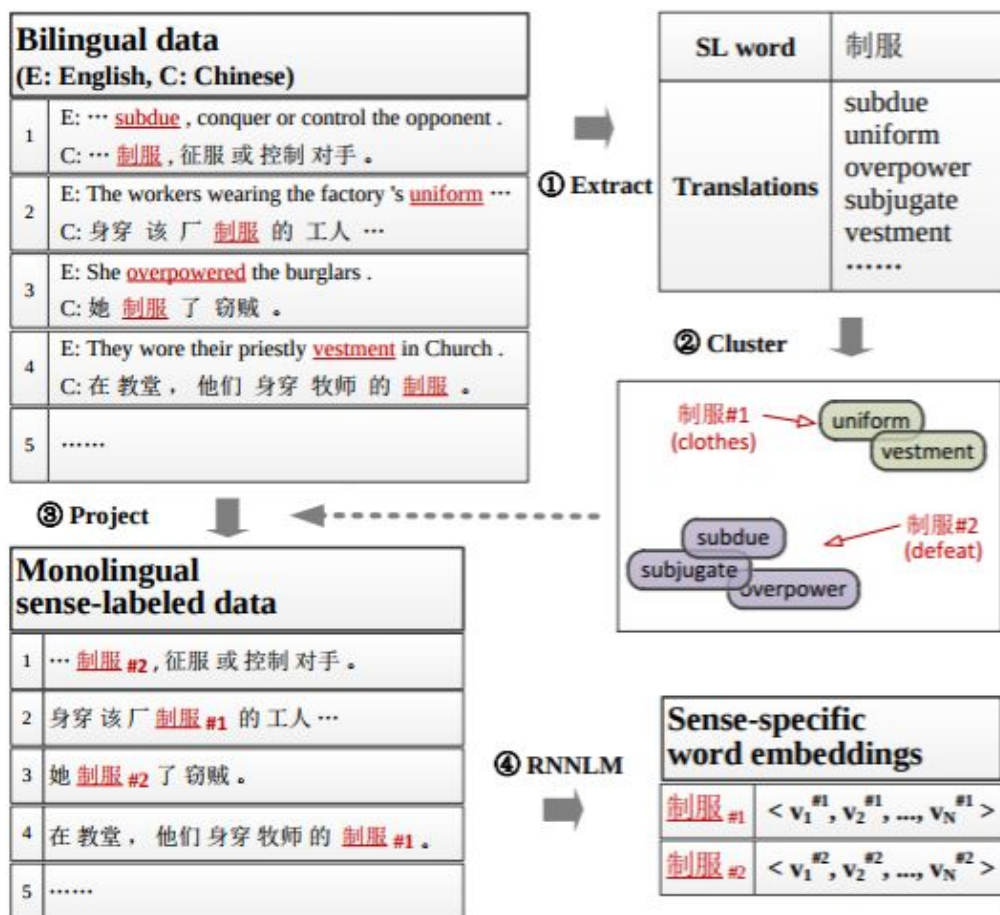 Bilingual data
(E: English, C: Chinese)
1
E: ⋯ subdue , conquer or control the opponent .
C: ⋯ 制服 , 征服 或 控制 对手 。
2
E: The workers wearing the factory 's uniform ⋯
C: 身穿 该 厂 制服 的 工人 ⋯
3
E: She overpowered the burglars .
C: 她 制服 了 窃贼 。
4
E: They wore their priestly vestment in Church .
C: 在 教堂 , 他们 身穿 牧师 的 制服 。
5
⋯⋯
① Extract
SL word
制服
Translations
subdue
uniform
overpower
subjugate
vestment
⋯⋯
② Cluster
制服#1
(clothes)
uniform
vestment
制服#2
(defeat)
subdue
subjugate
overpower
③ Project
Monolingual
sense-labeled data
1
⋯ 制服 #2 , 征服 或 控制 对手 。
2
身穿 该 厂 制服 #1 的 工人 ⋯
3
她 制服 #2 了 窃贼 。
4
在 教堂 , 他们 身穿 牧师 的 制服 #1 。
5
⋯⋯
④ RNNLM
Sense-specific
word embeddings
制服 #1
< v1#1, v2#1, ..., vN#1 >
制服 #2
< v1#2, v2#2, ..., vN#2 >